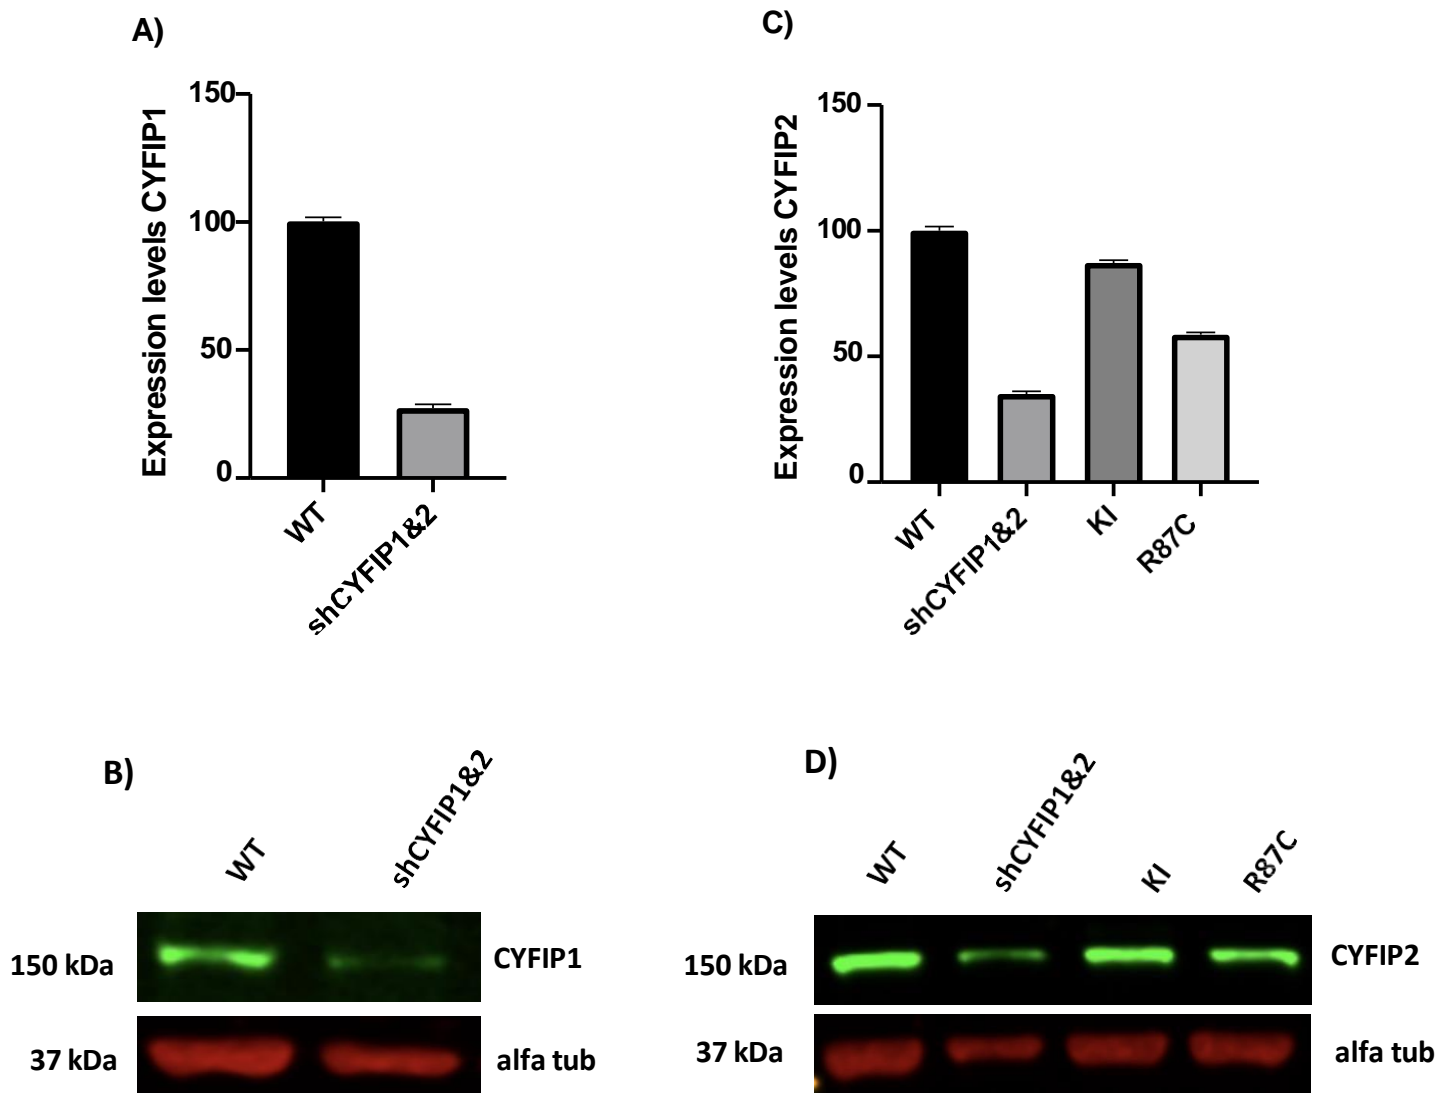 A)
Expression levels CYFIP1
150
100
50
0
WT
shCYFIP1&2
C)
Expression levels CYFIP2
150
100
50
0
WT
shCYFIP1&2
KI
R87C
B)
WT
shCYFIP1&2
150 kDa
CYFIP1
37 kDa
alfa tub
D)
WT
shCYFIP1&2
KI
R87C
150 kDa
CYFIP2
37 kDa
alfa tub